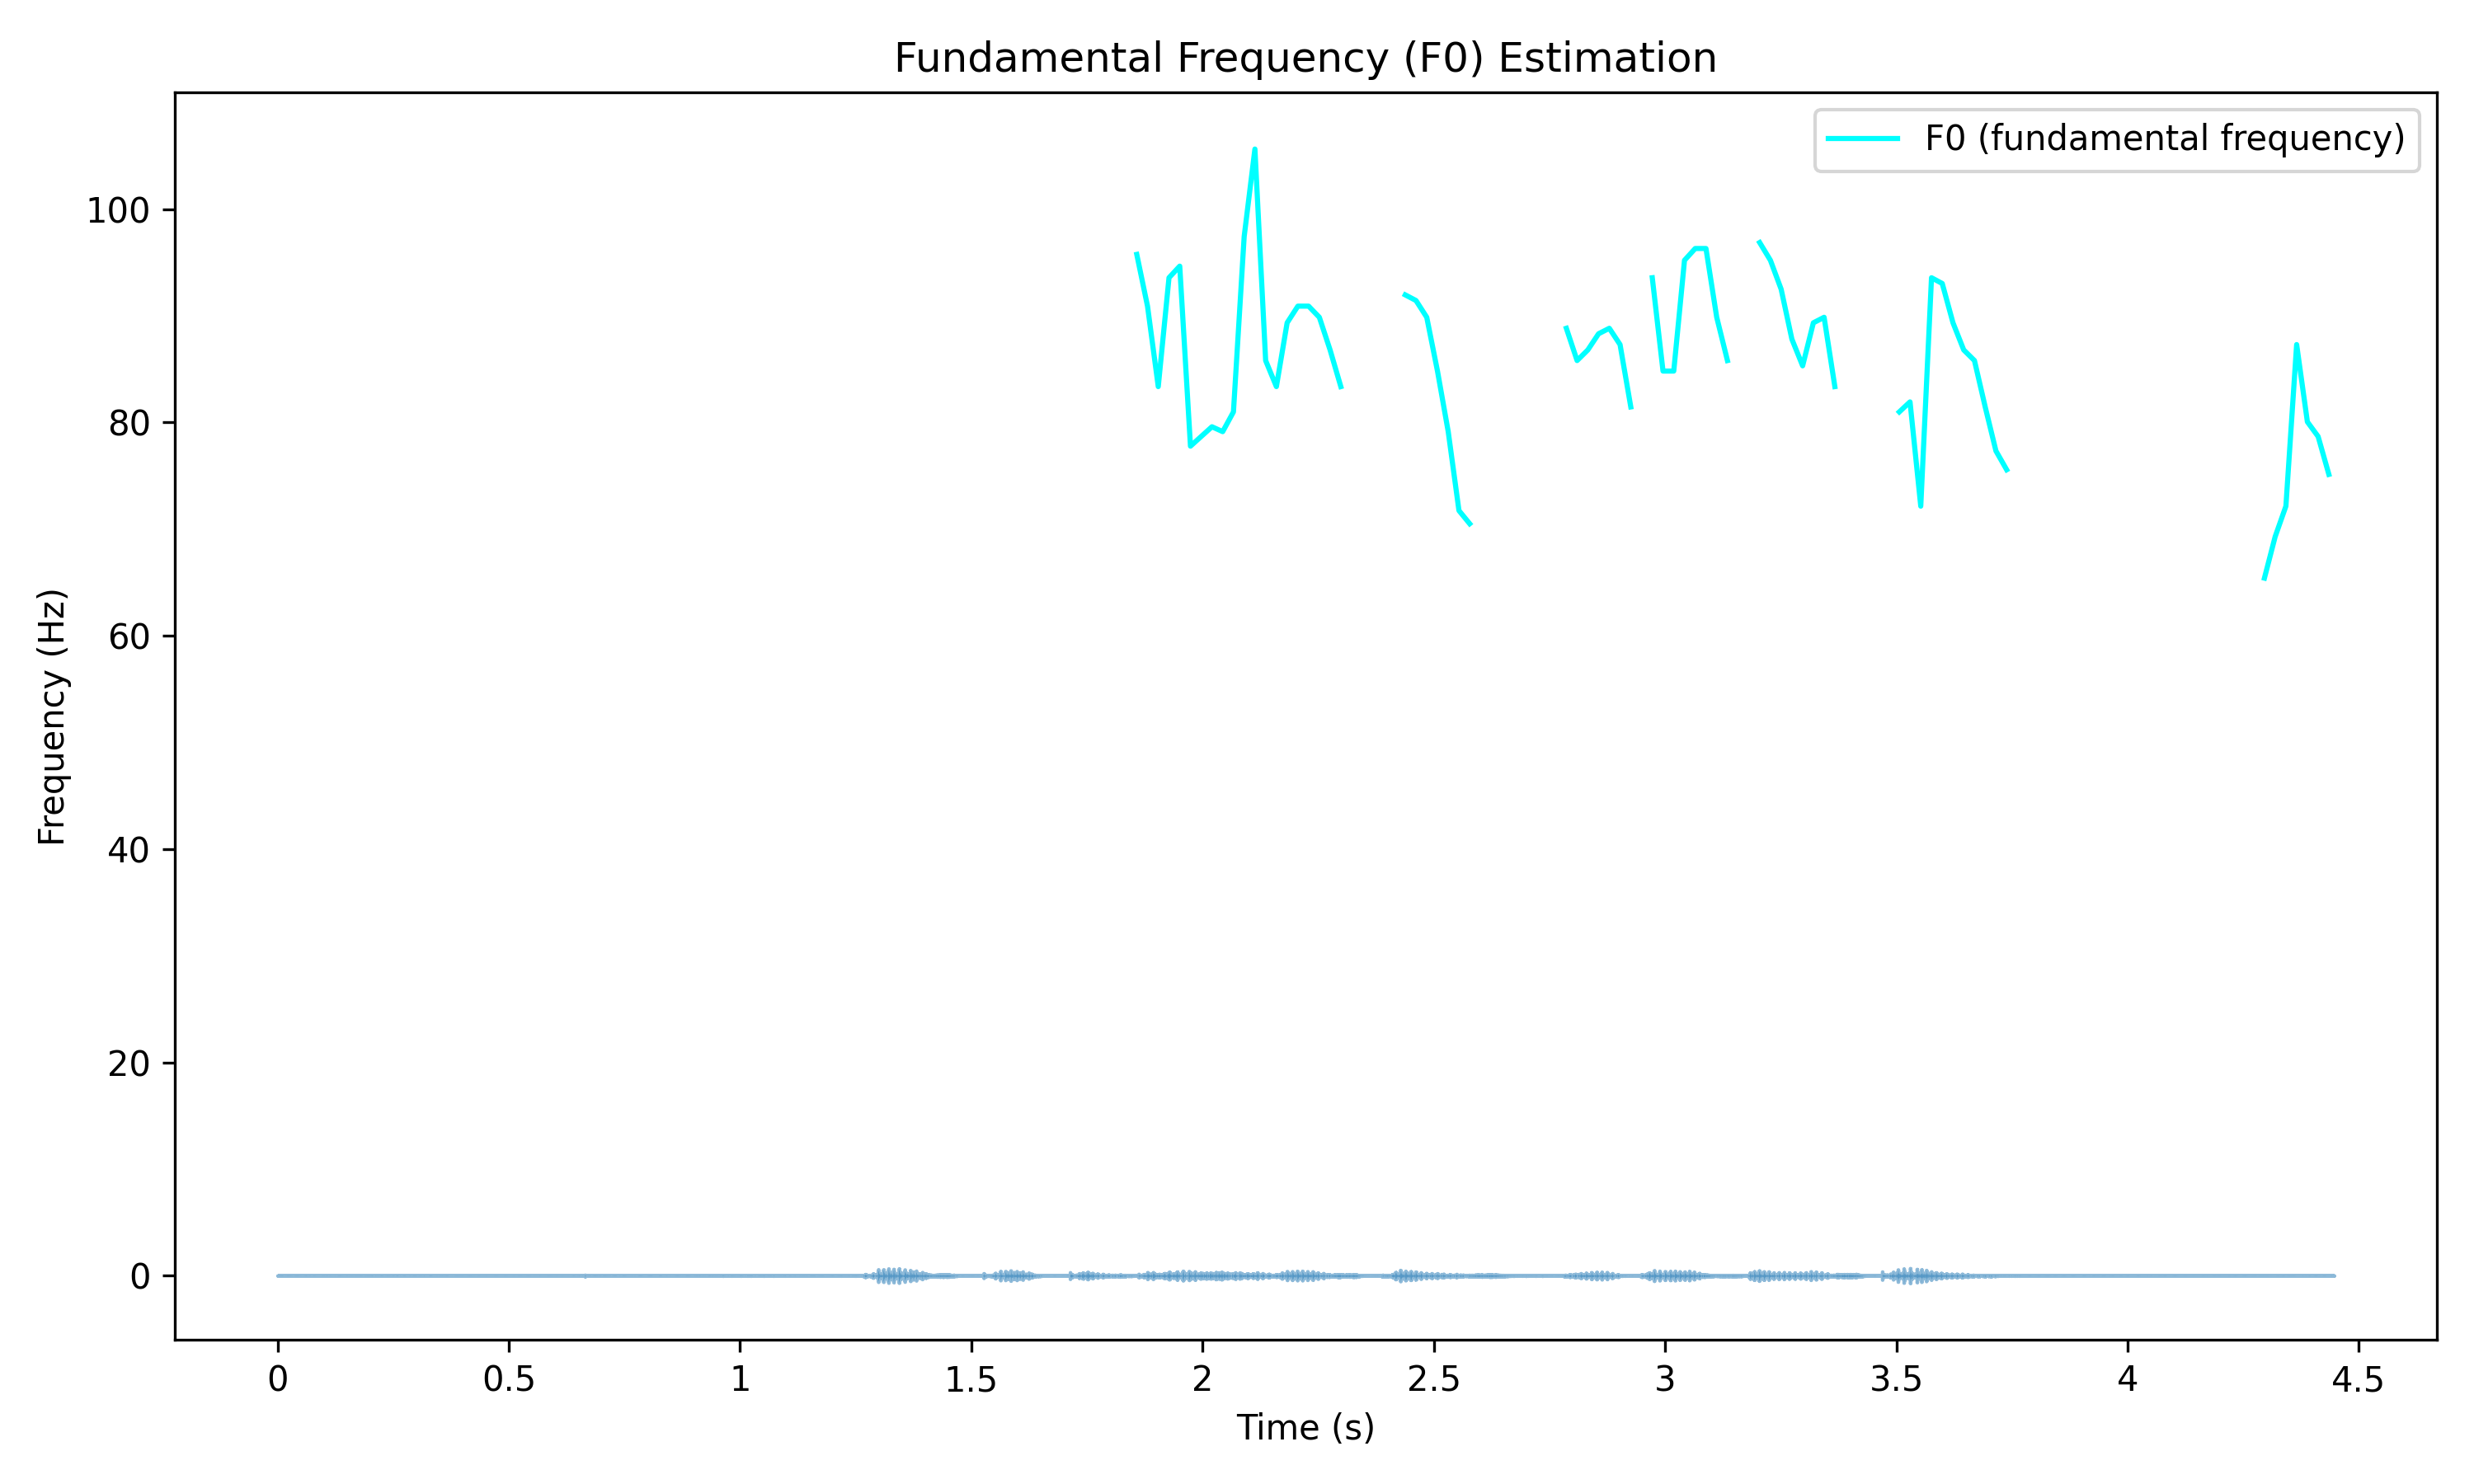 Fundamental Frequency (F0) Estimation
F0 (fundamental frequency)
Frequency (Hz)
100
80
60
40
20
0
0 0.5 1 1.5 2 2.5 3 3.5 4 4.5
Time (s)